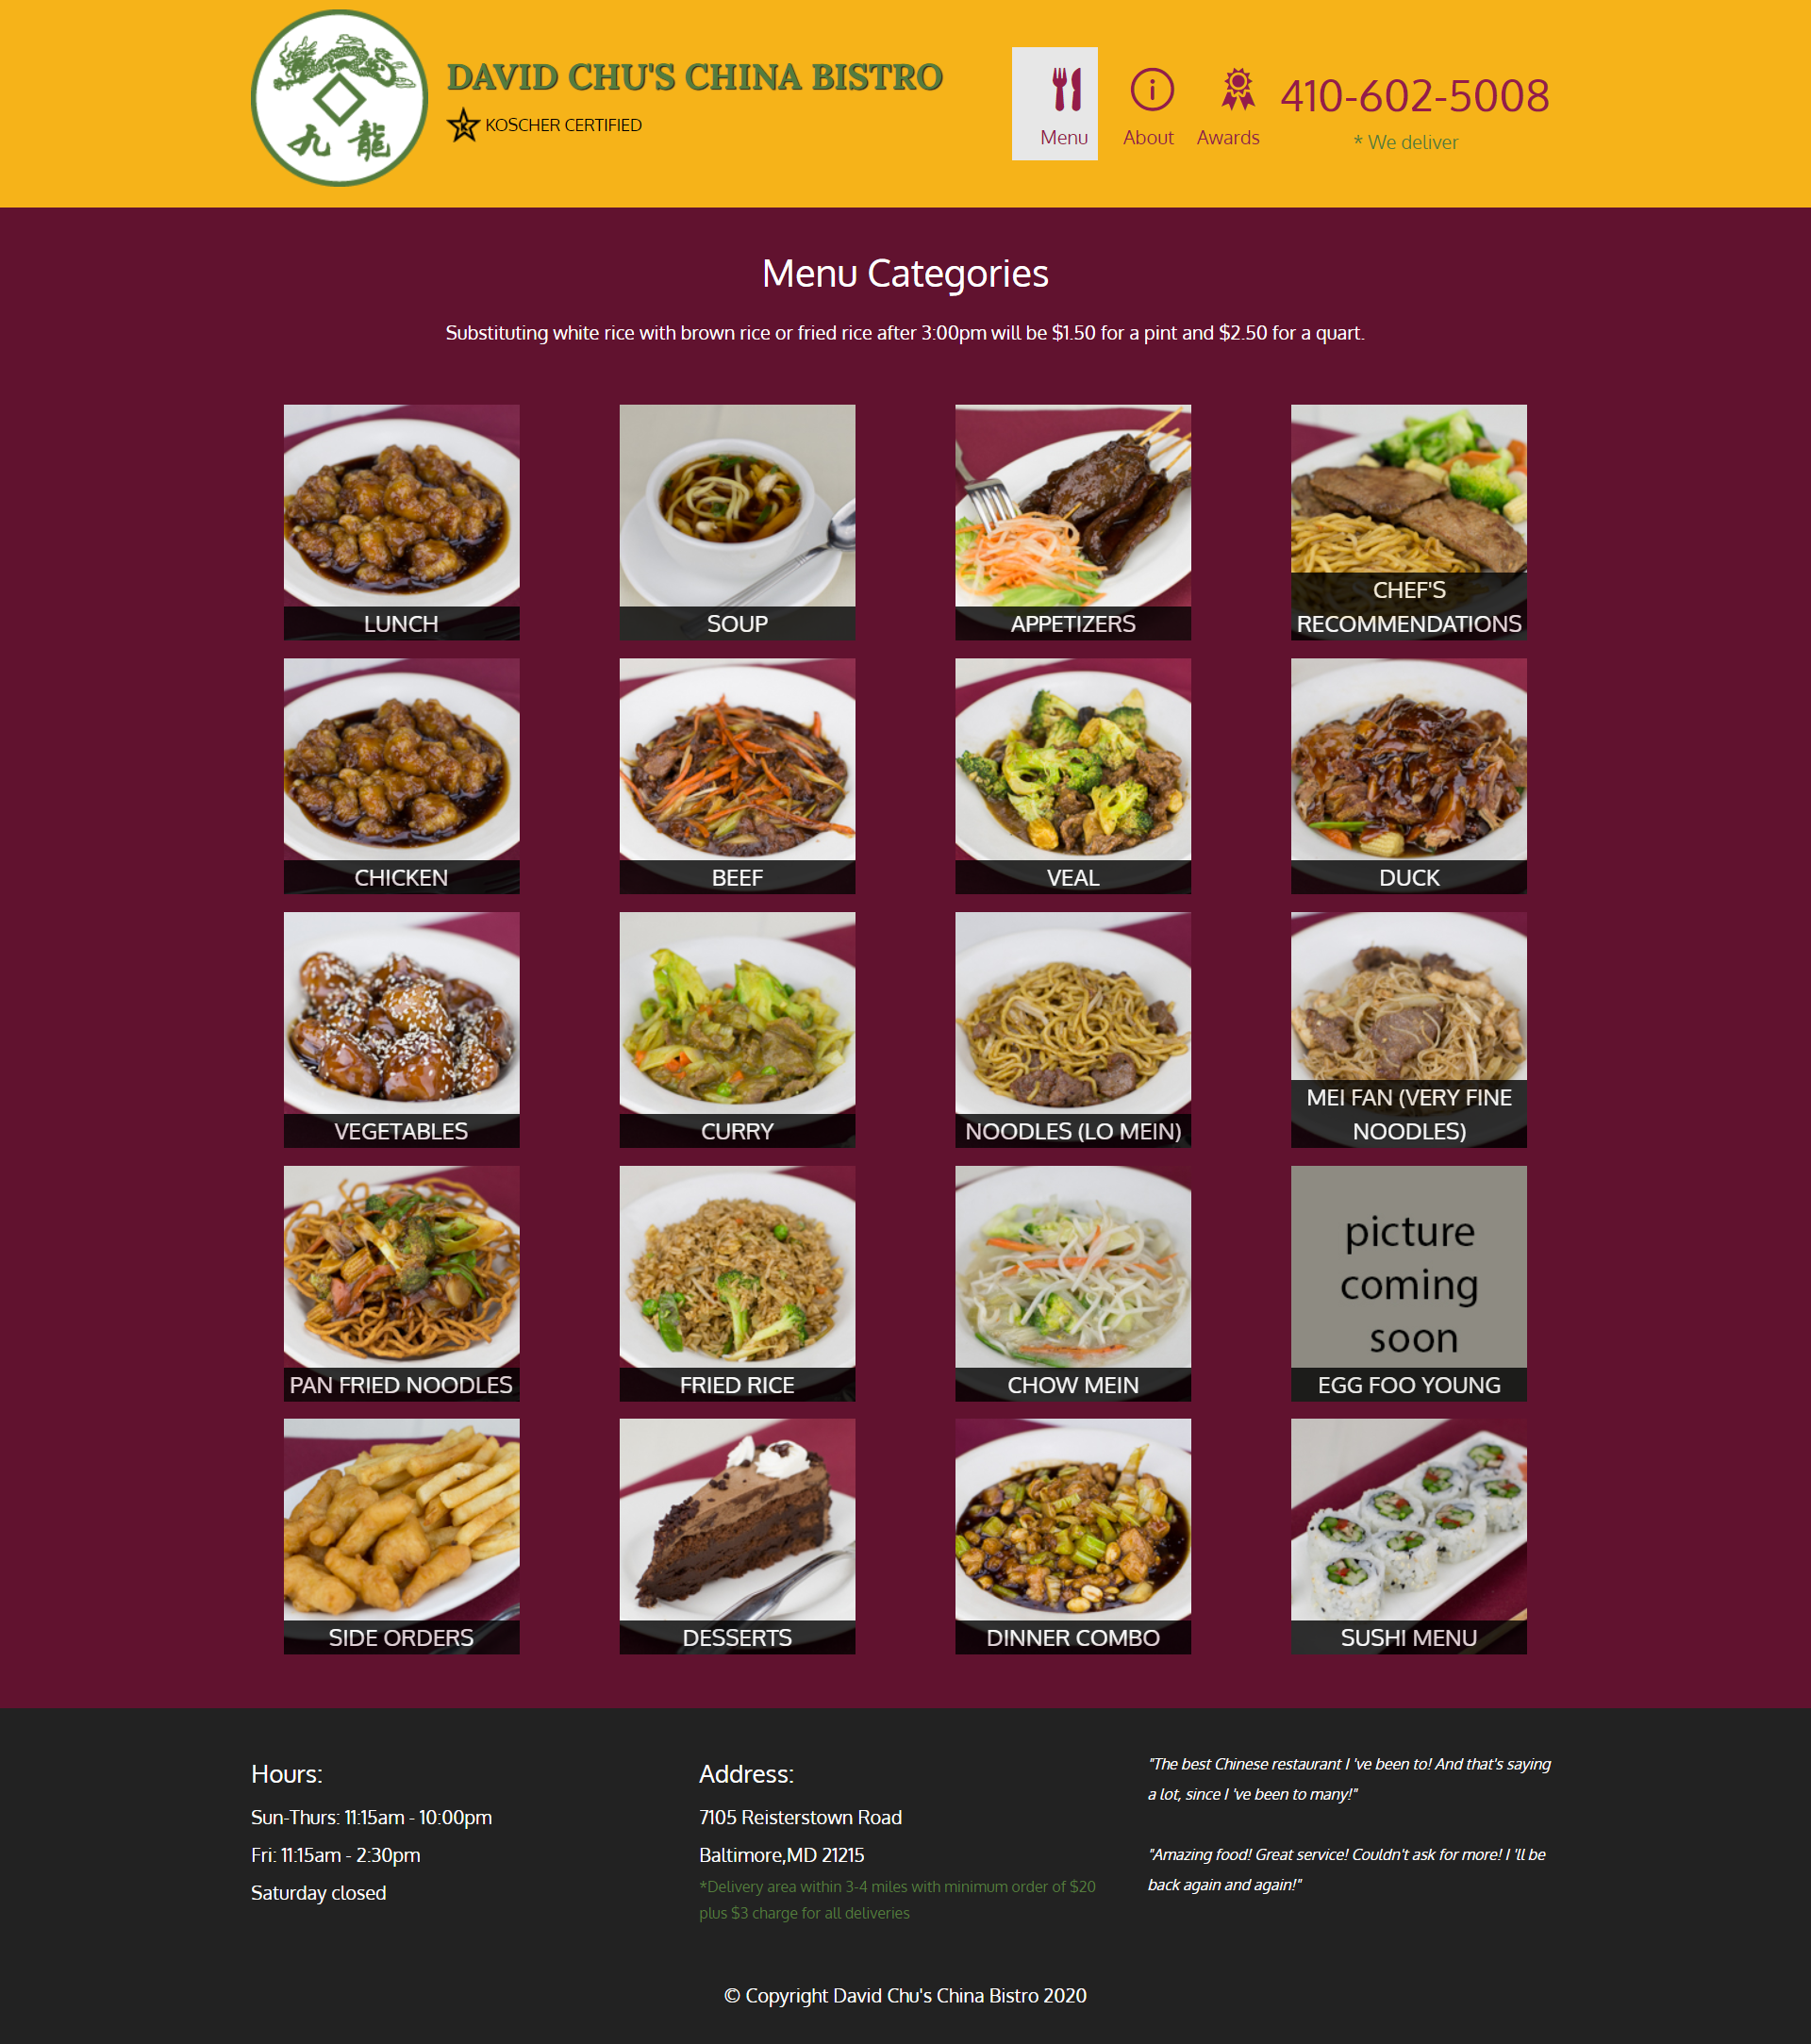 DAVID CHU'S CHINA BISTRO
K KOSCHER CERTIFIED
九 龍
Menu
About
Awards
410-602-5008
* We deliver
Menu Categories
Substituting white rice with brown rice or fried rice after 3:00pm will be $1.50 for a pint and $2.50 for a quart.
LUNCH
SOUP
APPETIZERS
CHEF'S
RECOMMENDATIONS
CHICKEN
BEEF
VEAL
DUCK
VEGETABLES
CURRY
NOODLES (LO MEIN)
MEI FAN (VERY FINE
NOODLES)
PAN FRIED NOODLES
FRIED RICE
CHOW MEIN
picture
coming
soon
EGG FOO YOUNG
SIDE ORDERS
DESSERTS
DINNER COMBO
SUSHI MENU
Hours:
Sun-Thurs: 11:15am - 10:00pm
Fri: 11:15am - 2:30pm
Saturday closed
Address:
7105 Reisterstown Road
Baltimore,MD 21215
*Delivery area within 3-4 miles with minimum order of $20
plus $3 charge for all deliveries
"The best Chinese restaurant I 've been to! And that's saying
a lot, since I 've been to many!"
"Amazing food! Great service! Couldn't ask for more! I 'll be
back again and again!"
© Copyright David Chu's China Bistro 2020